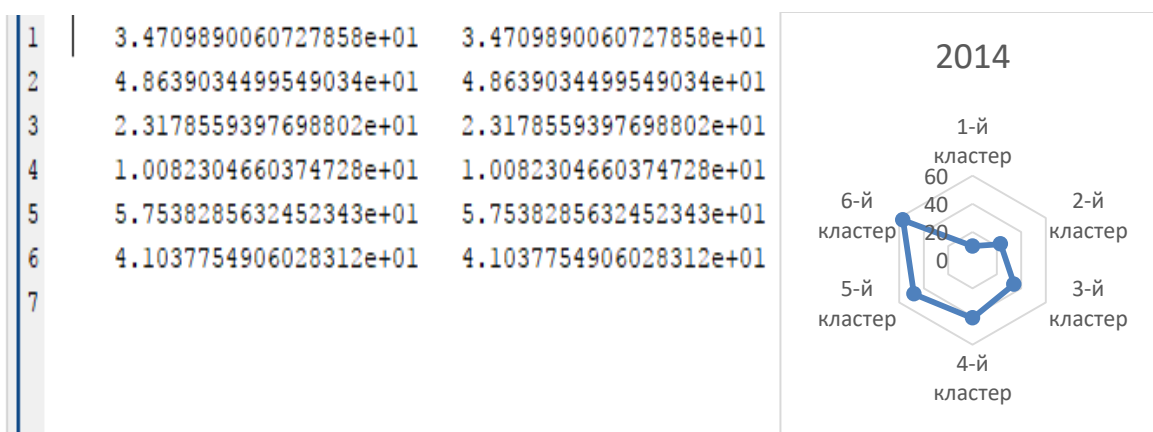 1 3.4709890060727858e+01 3.4709890060727858e+01
2 4.8639034499549034e+01 4.8639034499549034e+01
3 2.3178559397698802e+01 2.3178559397698802e+01
4 1.0082304660374728e+01 1.0082304660374728e+01
5 5.7538285632452343e+01 5.7538285632452343e+01
6 4.1037754906028312e+01 4.1037754906028312e+01
7
2014
1-й
кластер
60
40
20
0
2-й
кластер
3-й
кластер
4-й
кластер
5-й
кластер
6-й
кластер